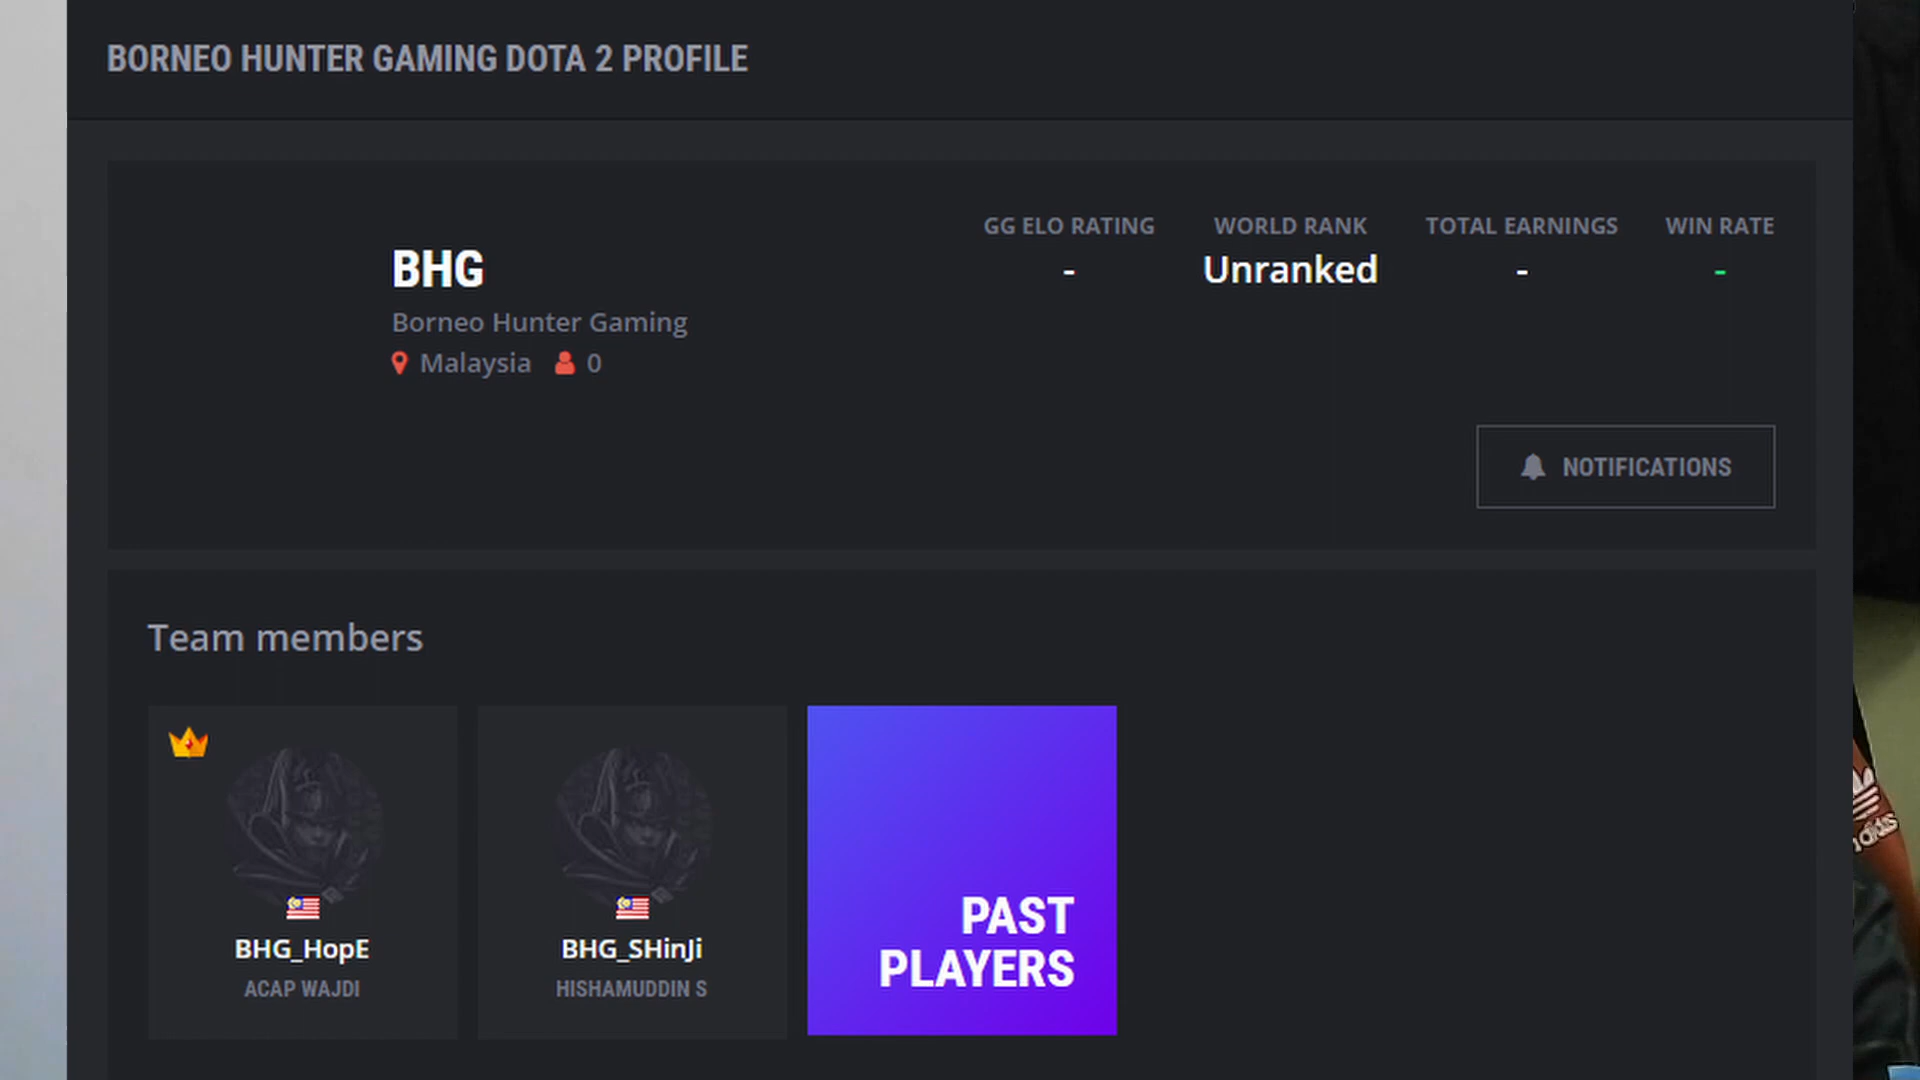 BORNEO HUNTER GAMING DOTA 2 PROFILE
BHG
Borneo Hunter Gaming
Malaysia 0
GG ELO RATING
-
WORLD RANK
Unranked
TOTAL EARNINGS
-
WIN RATE
-
NOTIFICATIONS
Team members
BHG_HopE
ACAP WAJDI
BHG_SHinJi
HISHAMUDDIN S
PAST
PLAYERS
adidas